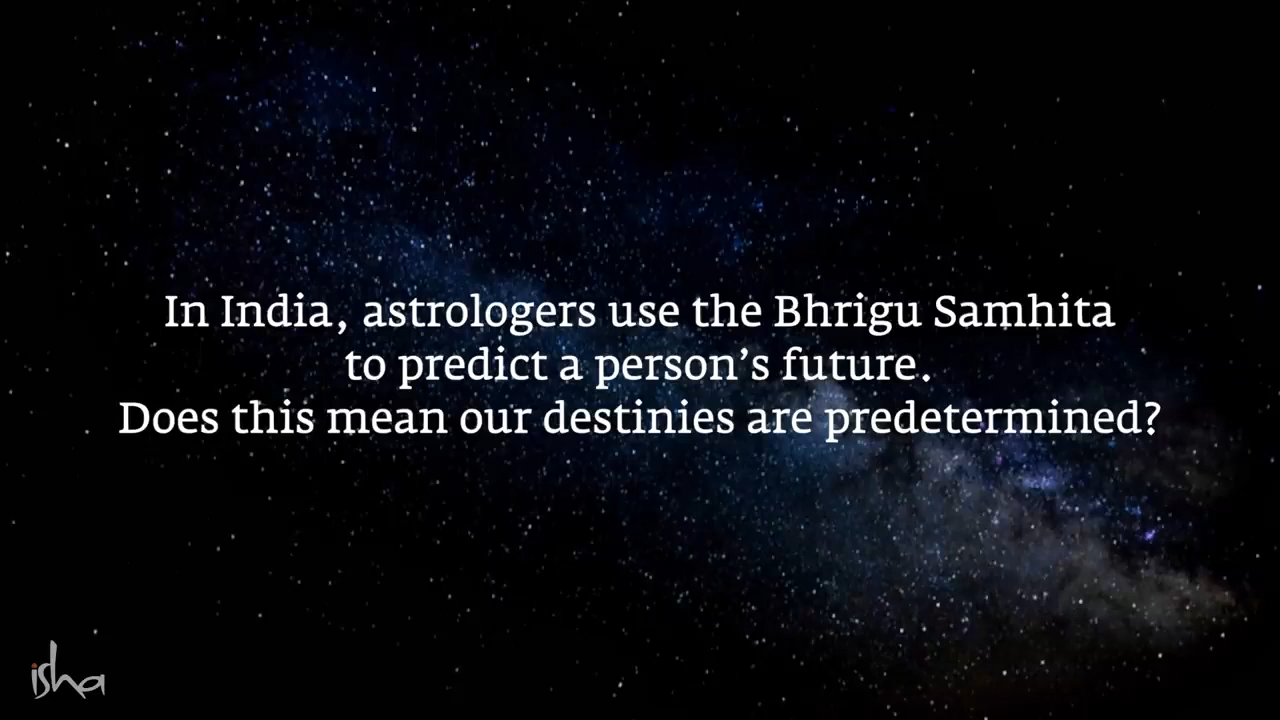 In India, astrologers use the Bhrigu Samhita
to predict a person’s future.
Does this mean our destinies are predetermined?
isha